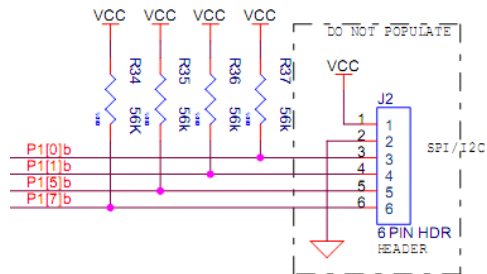 VCC VCC VCC VCC
DO NOT POPULATE
R34 R35 R36 R37
VCC
56K 56K 56K 56K
J2
1 1
2 2
SPI/I2C
P1[0]b 3 3
P1[1]b 4 4
P1[5]b 5 5
P1[7]b 6 6
6 PIN HDR
HEADER